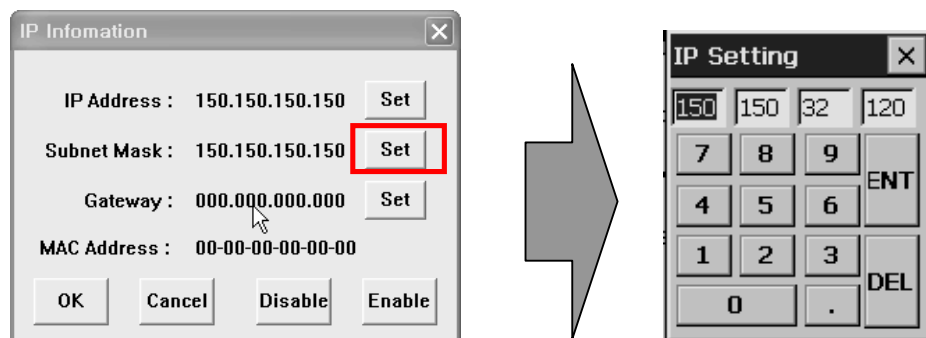 IP Infomation
IP Address : 150.150.150.150 Set
Subnet Mask : 150.150.150.150 Set
Gateway : 000.000.000.000 Set
MAC Address : 00-00-00-00-00-00
OK Cancel Disable Enable
IP Setting
150 150 32 120
7 8 9 ENT
4 5 6
1 2 3 DEL
0 .